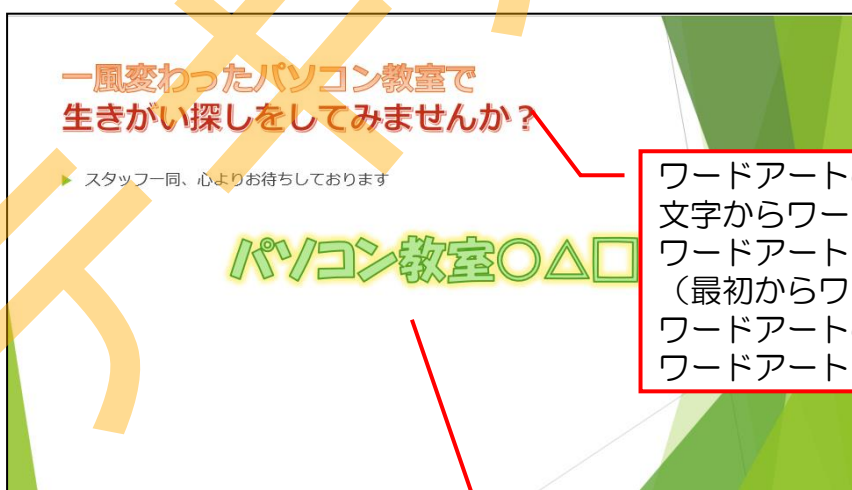 一風変わったパソコン教室で
生きがい探しをしてみませんか？
スタッフ一同、心よりお待ちしております
パソコン教室○△□
ワードアート
文字からワー
ワードアート
（最初からワ
ワードアート
ワードアート